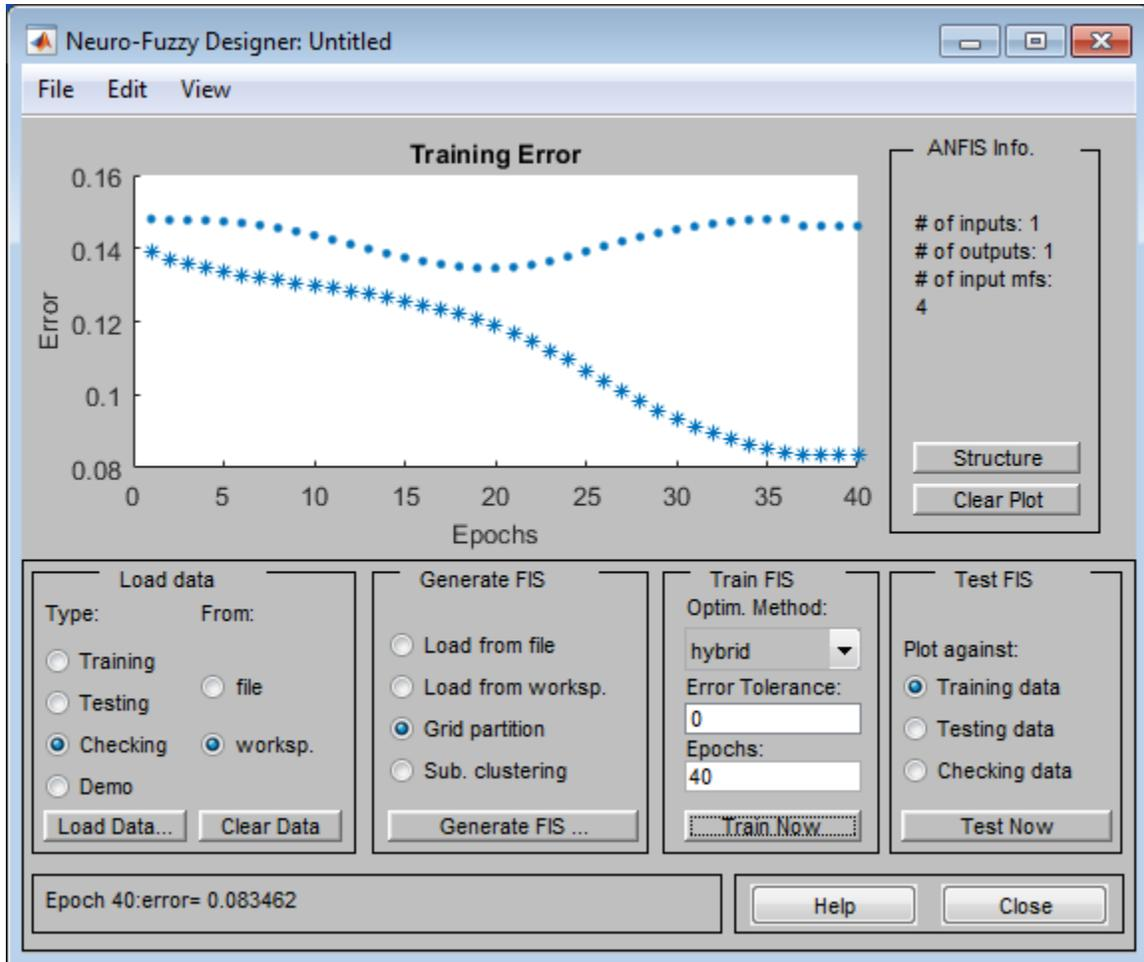 Neuro-Fuzzy Designer: Untitled
File Edit View
Training Error
0.16
0.14
0.12
0.1
0.08
Error
0 5 10 15 20 25 30 35 40
Epochs
ANFIS Info.
# of inputs: 1
# of outputs: 1
# of input mfs:
4
Structure
Clear Plot
Load data
Type: From:
Training
Testing
Checking
Demo
file
worksp.
Load Data...
Clear Data
Generate FIS
Load from file
Load from worksp.
Grid partition
Sub. clustering
Generate FIS ...
Train FIS
Optim. Method:
hybrid
Error Tolerance:
0
Epochs:
40
Train Now
Test FIS
Plot against:
Training data
Testing data
Checking data
Test Now
Epoch 40:error= 0.083462
Help
Close